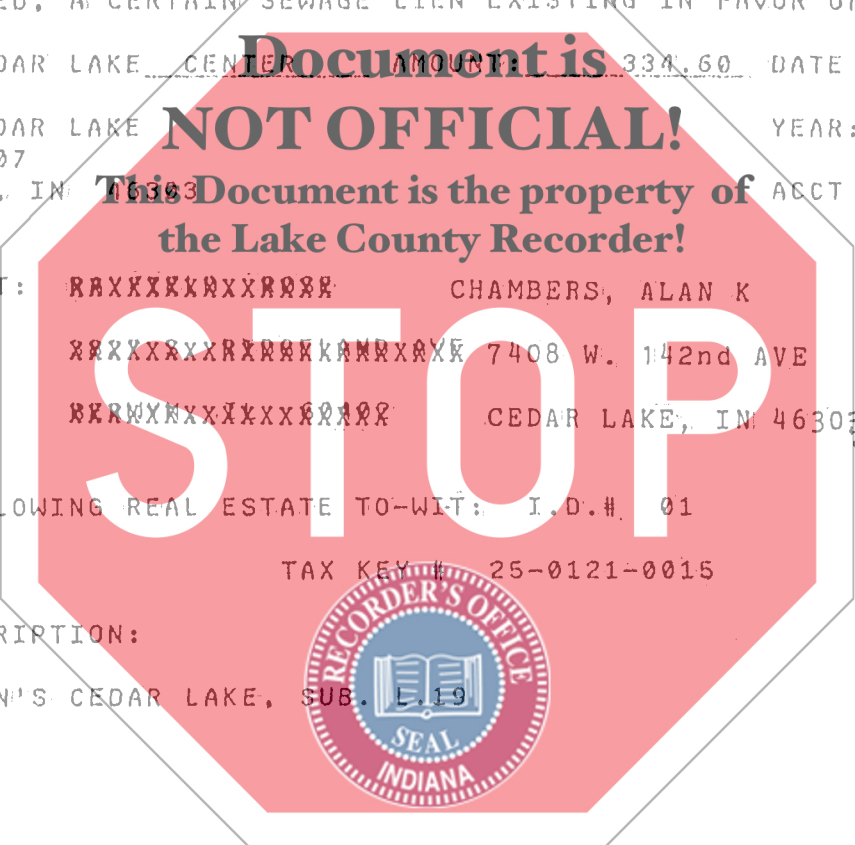 ED, A CERTAIN SEWAGE LIEN EXISTING IN FAVOR OF
DAR LAKE CENTER AMOUNT: 334.60 DATE
Document is
DAR LAKE YEAR:
NOT OFFICIAL!
07
, IN 46303 ACCT
This Document is the property of
the Lake County Recorder!
T: CHAMBERS, ALAN K
7408 W. 142nd AVE
CEDAR LAKE, IN 46303
STOP
LOWING REAL ESTATE TO-WIT: I.D.# 01
TAX KEY # 25-0121-0015
RIPTION:
N'S CEDAR LAKE, SUB. L.19
RECORDER'S OFFICE
SEAL
INDIANA